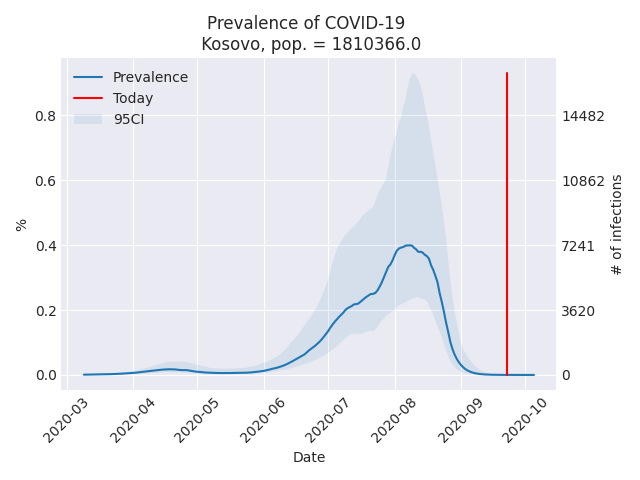 Prevalence of COVID-19
Kosovo, pop. = 1810366.0
Prevalence
Today
95CI
0.8
0.6
0.4
0.2
0.0
%
14482
10862
7241
3620
0
# of infections
2020-03
2020-04
2020-05
2020-06
2020-07
2020-08
2020-09
2020-10
Date